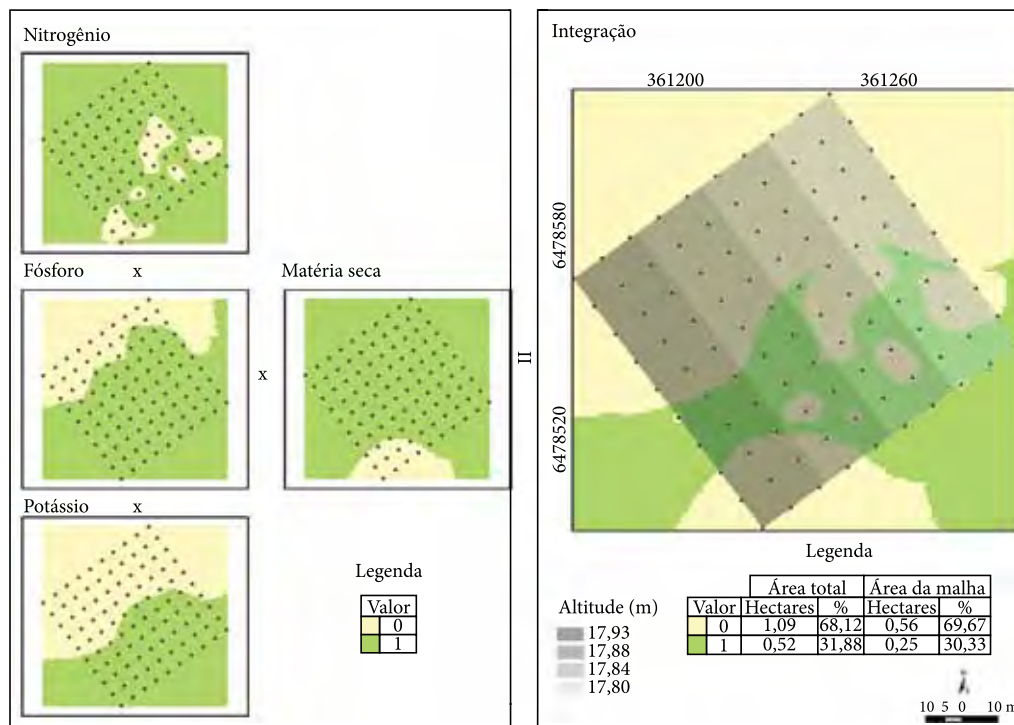 Nitrogênio
Fósforo x
Matéria seca
x
Potássio x
Legenda
Valor
0
1
=
Integração
361200 361260
6478580
6478520
Legenda
Altitude (m)
17,93
17,88
17,84
17,80
Área total Área da malha
Valor Hectares % Hectares %
0 1,09 68,12 0,56 69,67
1 0,52 31,88 0,25 30,33
10 5 0 10 m